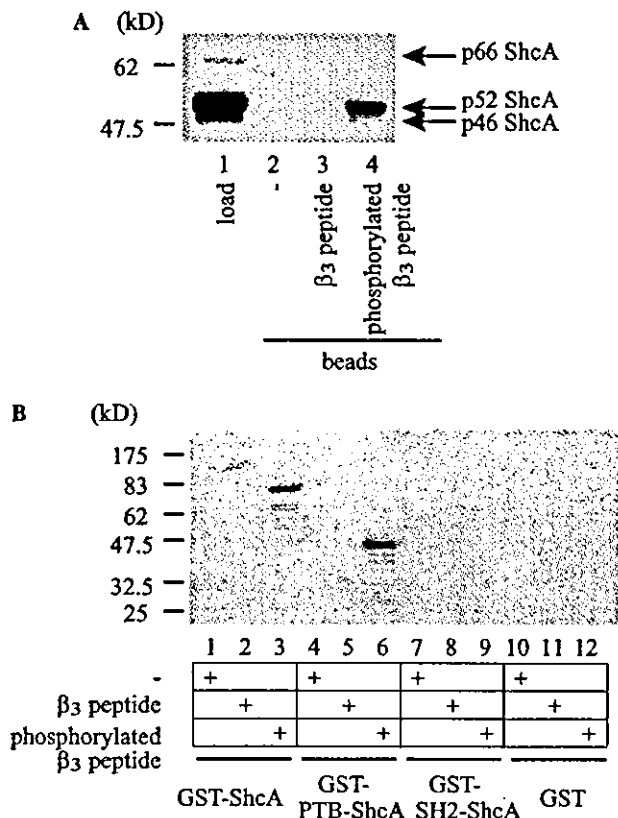 A (kD)
62
47.5
p66 ShcA
p52 ShcA
p46 ShcA
1 2 3 4
load
-
β3 peptide
phosphorylated
β3 peptide
beads
B (kD)
175
83
62
47.5
32.5
25
1 2 3 4 5 6 7 8 9 10 11 12
- + + + +
β3 peptide + + + +
phosphorylated + + + +
β3 peptide
GST-ShcA GST-PTB-ShcA GST-SH2-ShcA GST